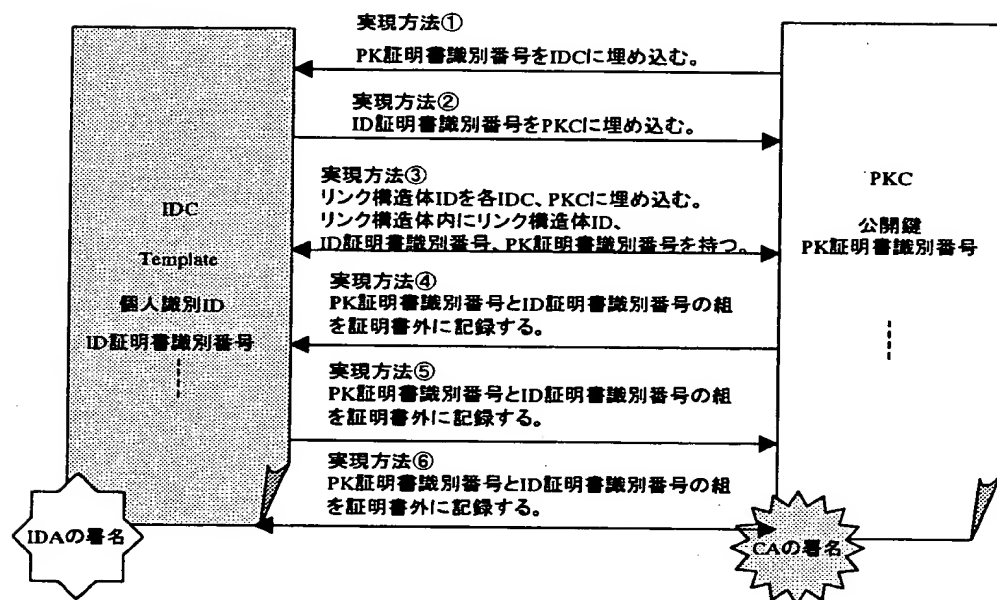 実現方法①
PK証明書識別番号をIDCに埋め込む。
実現方法②
ID証明書識別番号をPKCに埋め込む。
実現方法③
リンク構造体IDを各IDC、PKCに埋め込む。
リンク構造体内にリンク構造体ID、
ID証明書識別番号、PK証明書識別番号を持つ。
実現方法④
PK証明書識別番号とID証明書識別番号の組
を証明書外に記録する。
実現方法⑤
PK証明書識別番号とID証明書識別番号の組
を証明書外に記録する。
実現方法⑥
PK証明書識別番号とID証明書識別番号の組
を証明書外に記録する。
IDC
Template
個人識別ID
ID証明書識別番号
IDAの署名
PKC
公開鍵
PK証明書識別番号
CAの署名